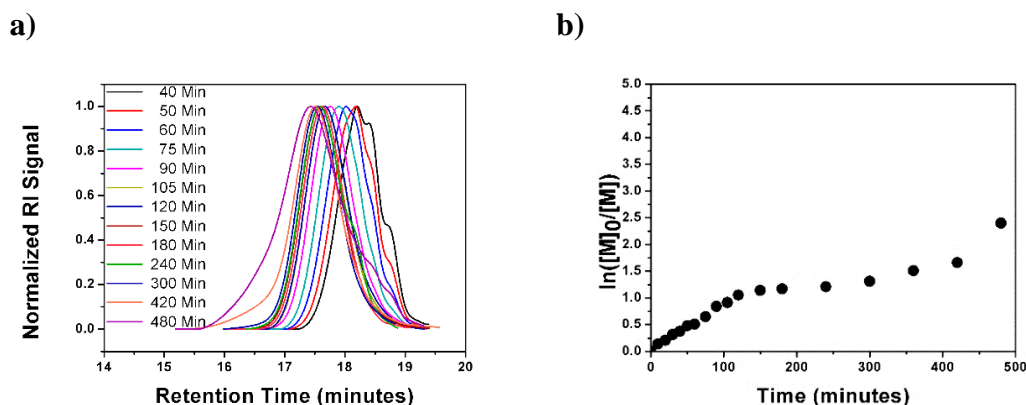 a)
Normalized RI Signal
1.0
0.8
0.6
0.4
0.2
0.0
40 Min
50 Min
60 Min
75 Min
90 Min
105 Min
120 Min
150 Min
180 Min
240 Min
300 Min
420 Min
480 Min
14 15 16 17 18 19 20
Retention Time (minutes)
b)
ln([M]0/[M])
5.0
4.5
4.0
3.5
3.0
2.5
2.0
1.5
1.0
0.5
0.0
0 100 200 300 400 500
Time (minutes)